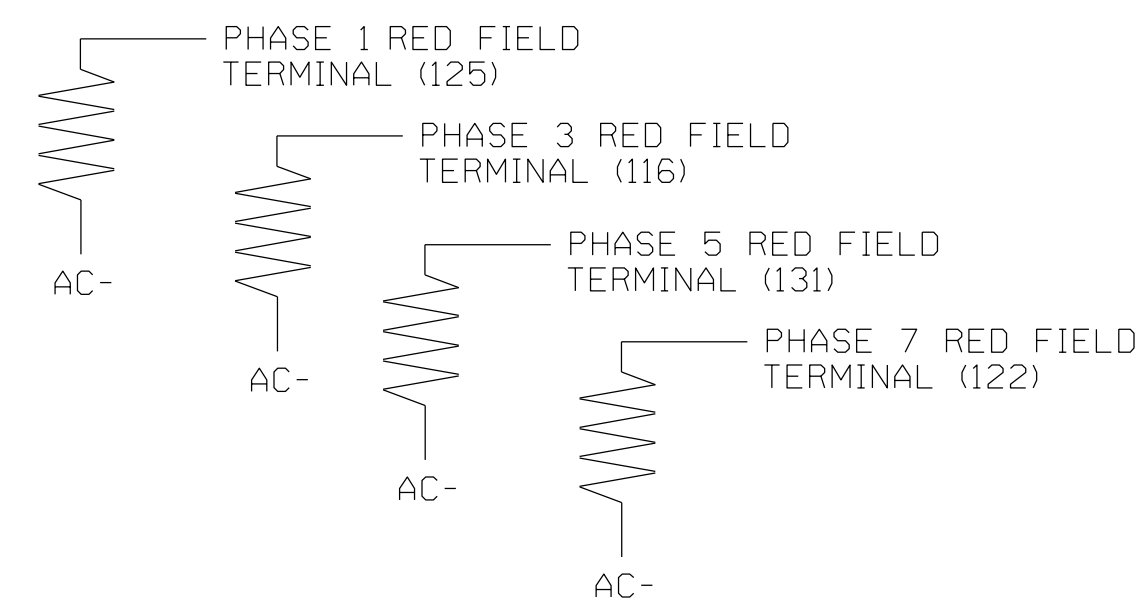 PHASE 1 RED FIELD
TERMINAL (125)
AC-
PHASE 3 RED FIELD
TERMINAL (116)
AC-
PHASE 5 RED FIELD
TERMINAL (131)
AC-
PHASE 7 RED FIELD
TERMINAL (122)
AC-